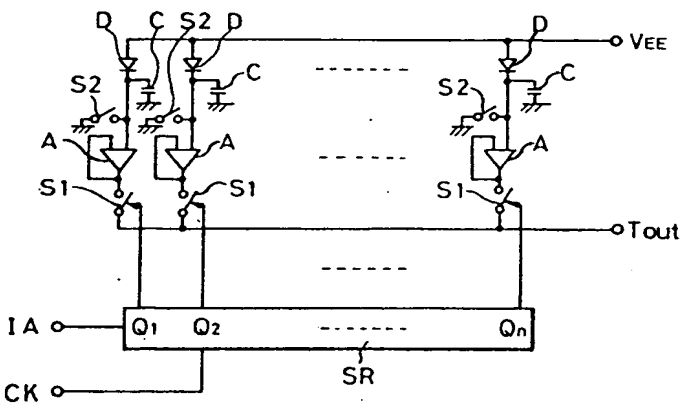 D C S2 D D
VEE
S2 C C S2
A A A
S1 S1 S1
Tout
IA Q1 Q2 Qn
SR
CK